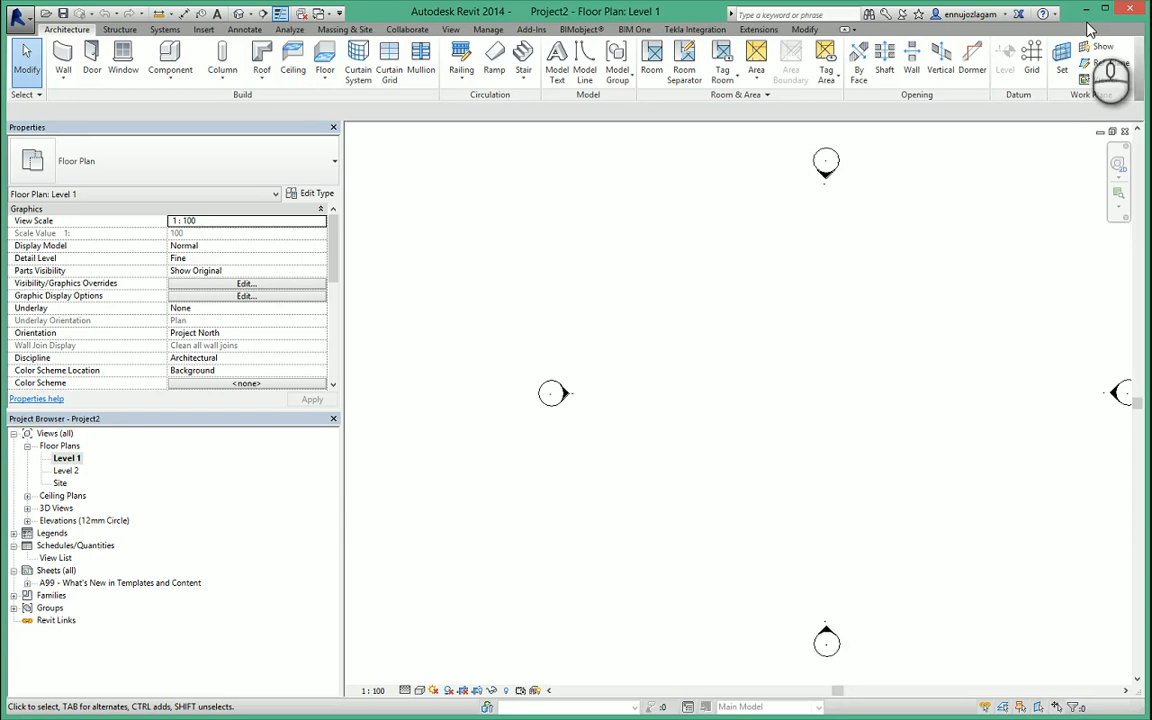 Autodesk Revit 2014 - Project2 - Floor Plan: Level 1
Type a keyword or phrase
ennujozlagam
Architecture Structure Systems Insert Annotate Analyze Massing & Site Collaborate View Manage Add-Ins BIMobject® BIM One Tekla Integration Extensions Modify
Modify Wall Door Window Component Column Roof Ceiling Floor Curtain System Curtain Grid Mullion Railing Ramp Stair Model Text Model Line Model Group Room Room Separator Tag Room Area Area Boundary Tag Area By Face Shaft Wall Vertical Dormer Level Grid Set Show
Select Build Circulation Model Room & Area Opening Datum
Properties
Floor Plan
Floor Plan: Level 1 Edit Type
Graphics
View Scale 1 : 100
Scale Value 1: 100
Display Model Normal
Detail Level Fine
Parts Visibility Show Original
Visibility/Graphics Overrides Edit...
Graphic Display Options Edit...
Underlay None
Underlay Orientation Plan
Orientation Project North
Wall Join Display Clean all wall joins
Discipline Architectural
Color Scheme Location Background
Color Scheme <none>
Properties help Apply
Project Browser - Project2
Views (all)
Floor Plans
Level 1
Level 2
Site
Ceiling Plans
3D Views
Elevations (12mm Circle)
Legends
Schedules/Quantities
View List
Sheets (all)
A99 - What's New in Templates and Content
Families
Groups
Revit Links
1 : 100
Click to select, TAB for alternates, CTRL adds, SHIFT unselects. :0 Main Model :0